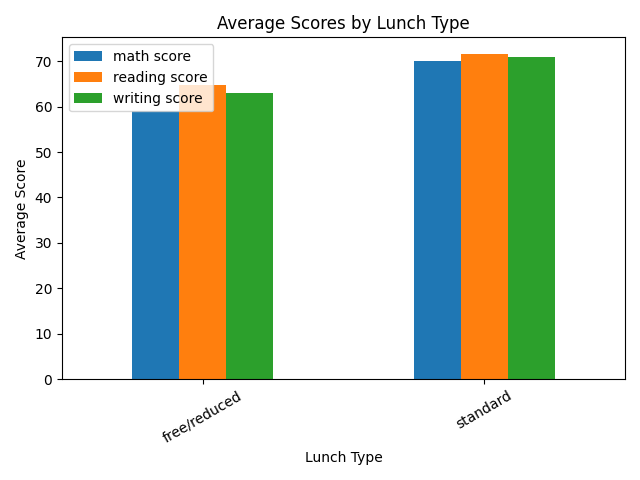 Average Scores by Lunch Type
math score
reading score
writing score
Average Score
70
60
50
40
30
20
10
0
free/reduced
standard
Lunch Type